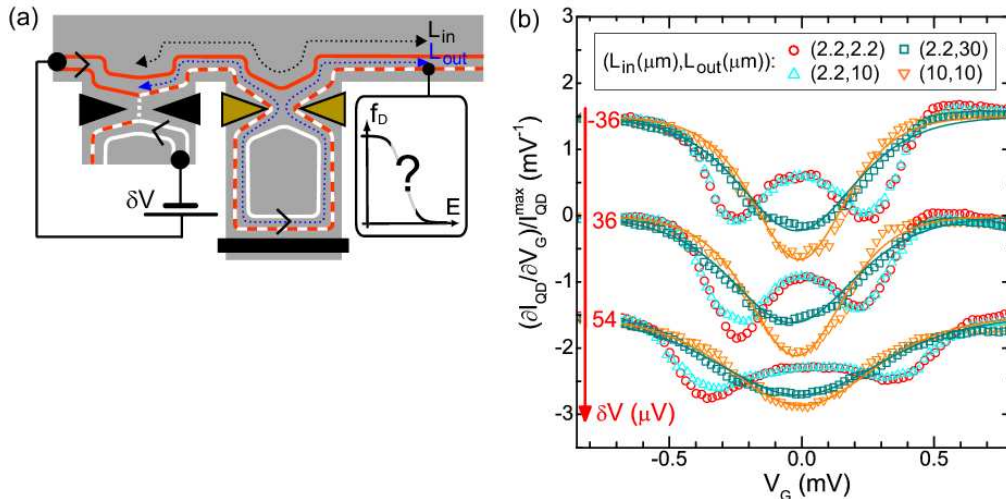 (a)
L_in
L_out
δV
f_D
?
E
(b)
(∂I_QD/∂V_G)/I_QD^max (mV^-1)
3
2
1
0
-1
-2
-3
(L_in(μm),L_out(μm)):
(2.2,2.2)
(2.2,30)
(2.2,10)
(10,10)
-36
36
54
δV (μV)
-0.5
0.0
0.5
V_G (mV)